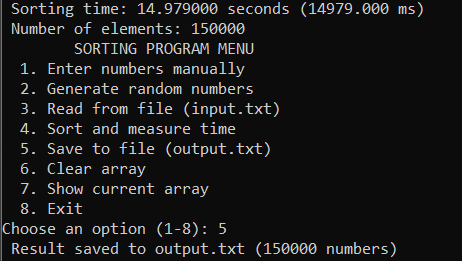 Sorting time: 14.979000 seconds (14979.000 ms)
Number of elements: 150000
SORTING PROGRAM MENU
1. Enter numbers manually
2. Generate random numbers
3. Read from file (input.txt)
4. Sort and measure time
5. Save to file (output.txt)
6. Clear array
7. Show current array
8. Exit
Choose an option (1-8): 5
Result saved to output.txt (150000 numbers)